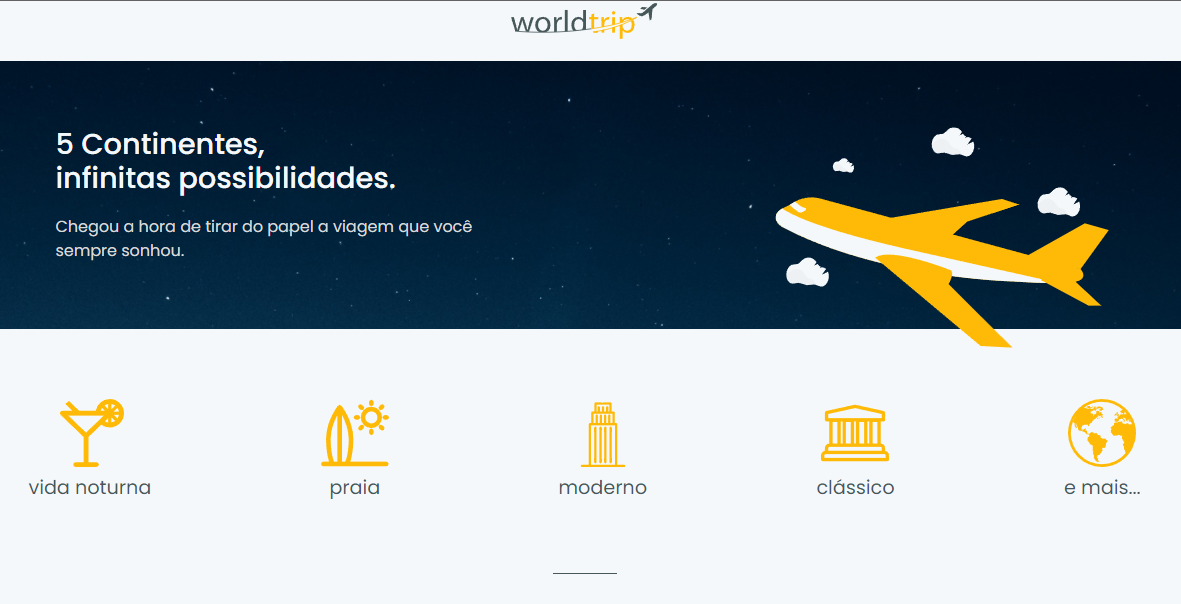 worldtrip
5 Continentes,
infinitas possibilidades.
Chegou a hora de tirar do papel a viagem que você
sempre sonhou.
vida noturna
praia
moderno
clássico
e mais...